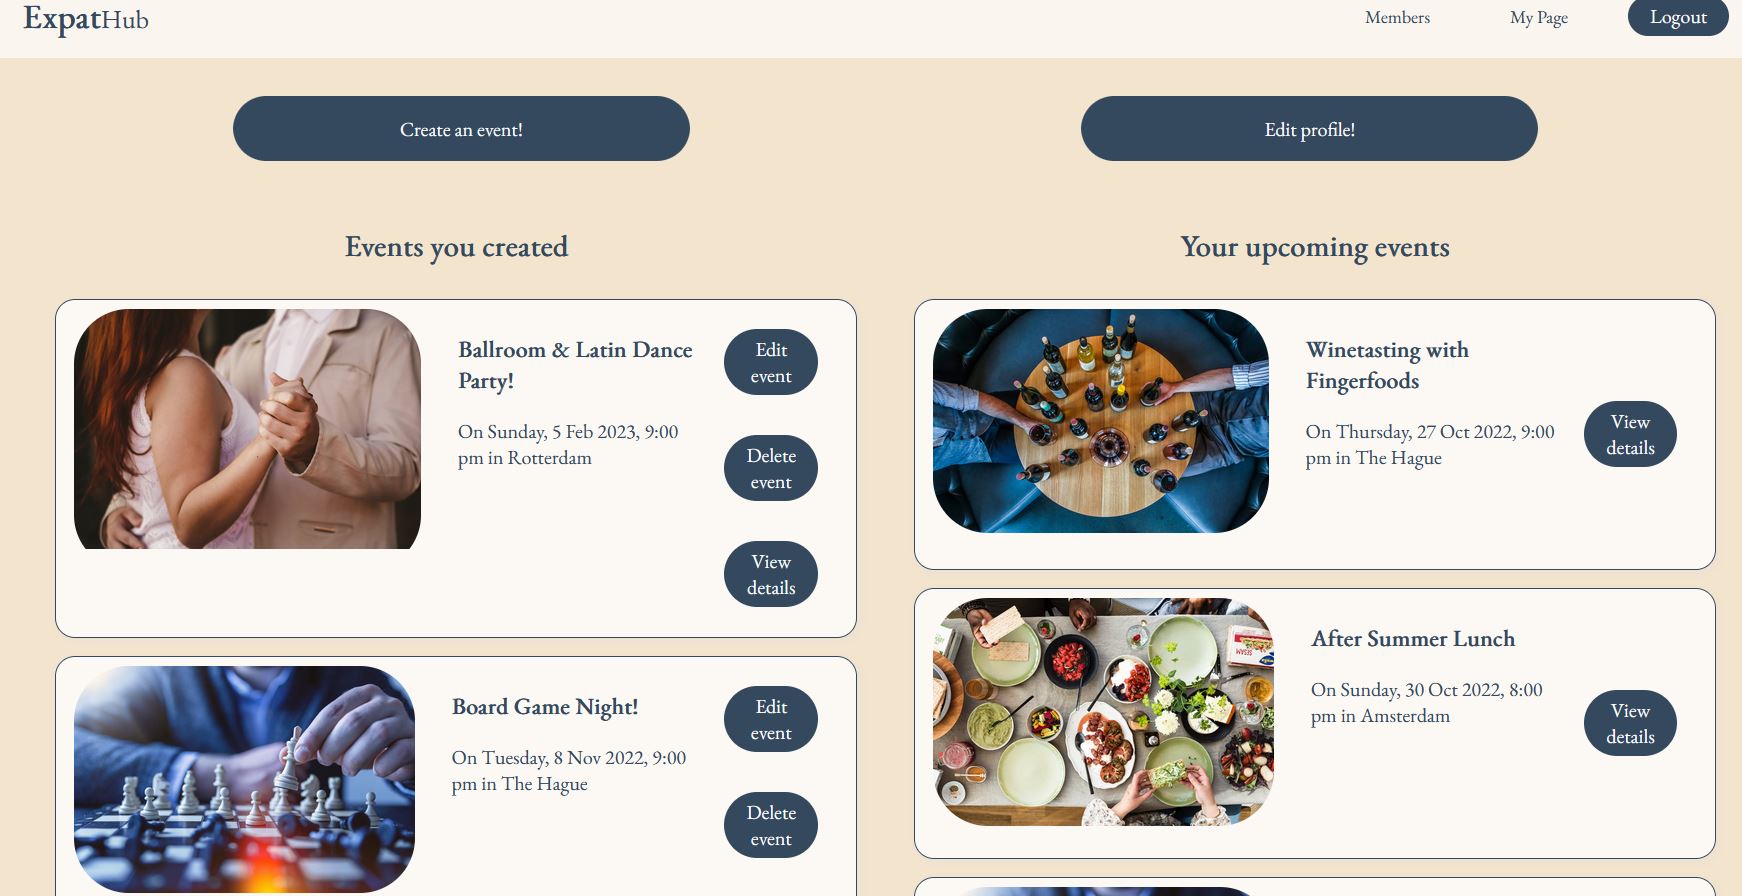 ExpatHub
Members
My Page
Logout
Create an event!
Edit profile!
Events you created
Ballroom & Latin Dance
Party!
On Sunday, 5 Feb 2023, 9:00
pm in Rotterdam
Edit
event
Delete
event
View
details
Board Game Night!
On Tuesday, 8 Nov 2022, 9:00
pm in The Hague
Edit
event
Delete
event
Your upcoming events
Winetasting with
Fingerfoods
On Thursday, 27 Oct 2022, 9:00
pm in The Hague
View
details
After Summer Lunch
On Sunday, 30 Oct 2022, 8:00
pm in Amsterdam
View
details